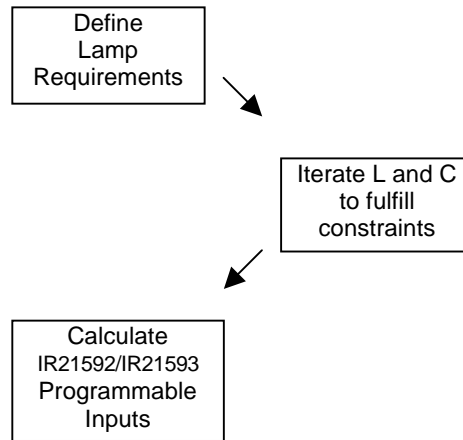 Define
Lamp
Requirements
Iterate L and C
to fulfill
constraints
Calculate
IR21592/IR21593
Programmable
Inputs